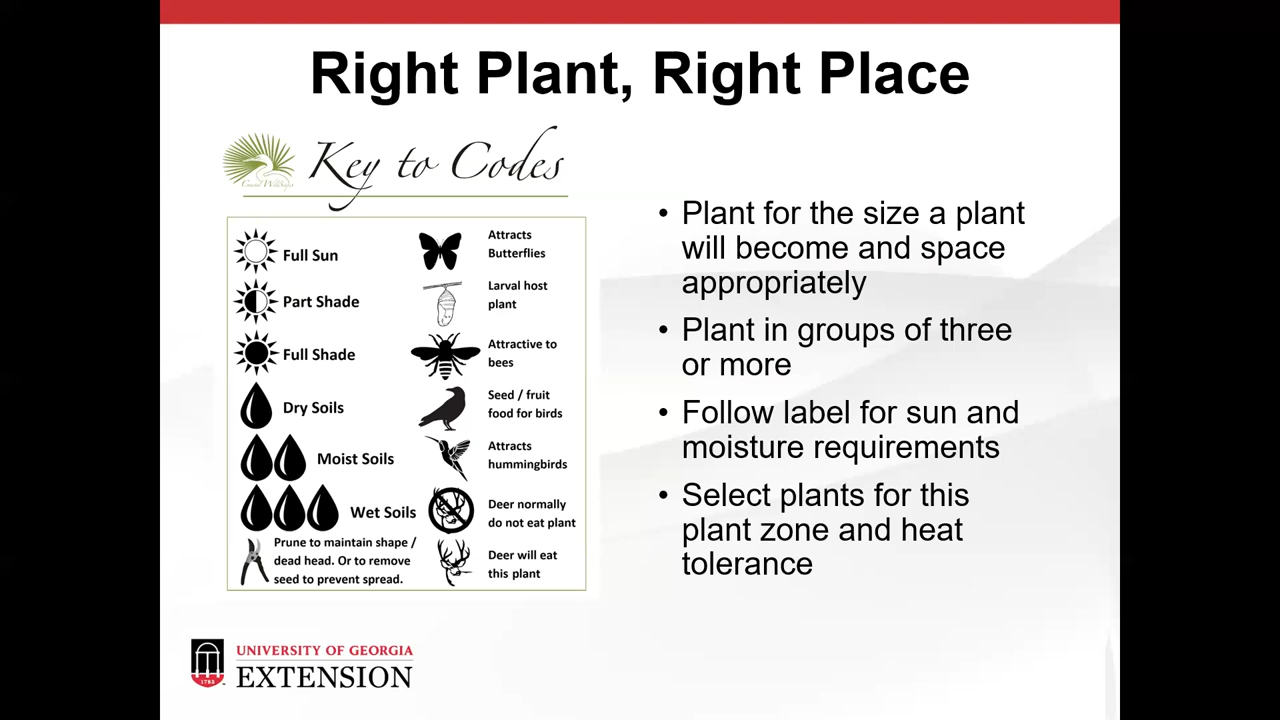 Right Plant, Right Place
Key to Codes
Coastal WildScapes
Full Sun
Part Shade
Full Shade
Dry Soils
Moist Soils
Wet Soils
Prune to maintain shape /
dead head. Or to remove
seed to prevent spread.
Attracts
Butterflies
Larval host
plant
Attractive to
bees
Seed / fruit
food for birds
Attracts
hummingbirds
Deer normally
do not eat plant
Deer will eat
this plant
• Plant for the size a plant
will become and space
appropriately
• Plant in groups of three
or more
• Follow label for sun and
moisture requirements
• Select plants for this
plant zone and heat
tolerance
1785
UNIVERSITY OF GEORGIA
EXTENSION